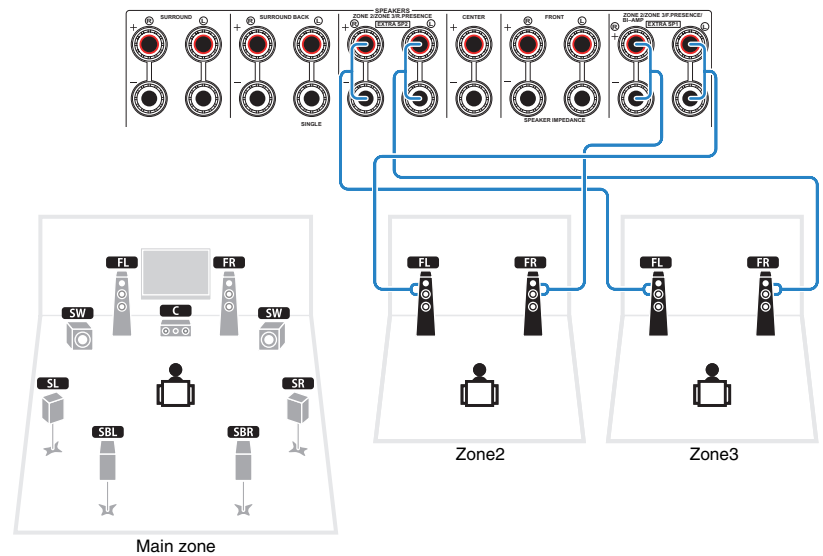 SPEAKERS
SURROUND
SURROUND BACK
ZONE 2/ZONE 3/F.PRESENCE
EXTRA SP2
CENTER
FRONT
ZONE 2/ZONE 3/F.PRESENCE/
BI-AMP
EXTRA SP1
R L R L R L R L R L
+ + + + + +
− − − − − −
SINGLE
SPEAKER IMPEDANCE
FL FR
SW C SW
SL SR
SBL SBR
Main zone
FL FR
Zone2
FL FR
Zone3